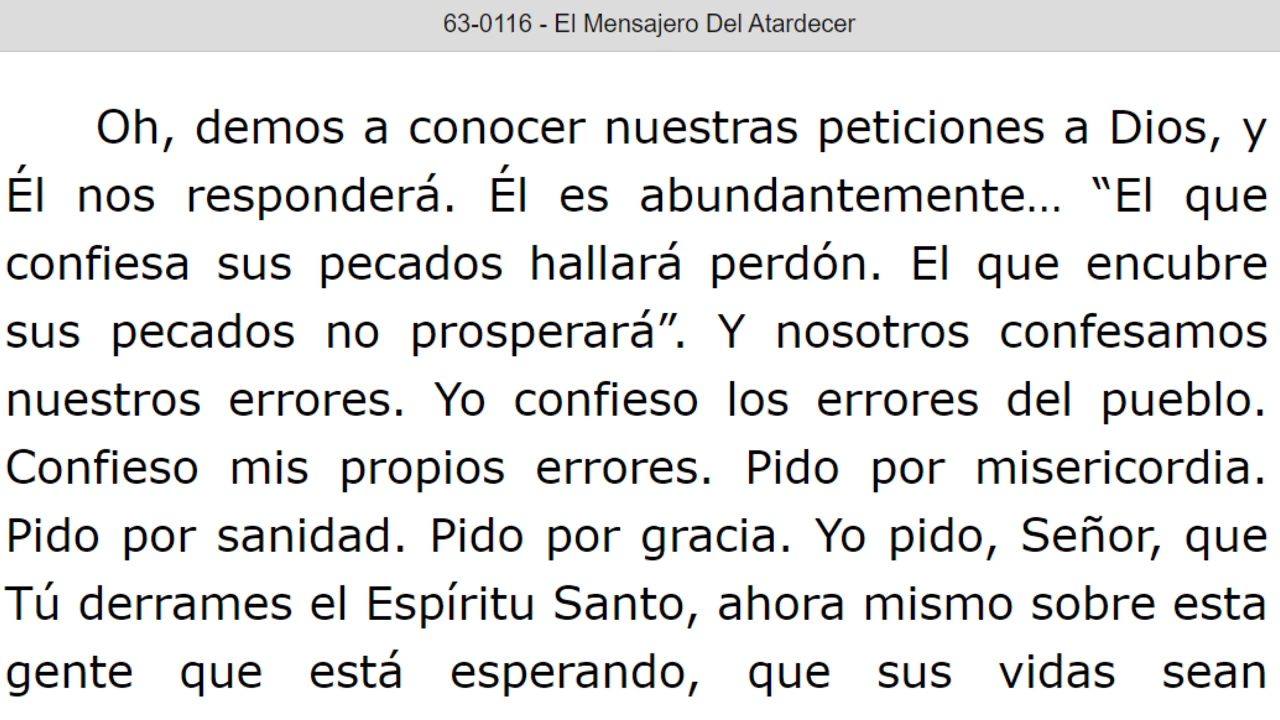 63-0116 - El Mensajero Del Atardecer
Oh, demos a conocer nuestras peticiones a Dios, y
Él nos responderá. Él es abundantemente… “El que
confiesa sus pecados hallará perdón. El que encubre
sus pecados no prosperará”. Y nosotros confesamos
nuestros errores. Yo confieso los errores del pueblo.
Confieso mis propios errores. Pido por misericordia.
Pido por sanidad. Pido por gracia. Yo pido, Señor, que
Tú derrames el Espíritu Santo, ahora mismo sobre esta
gente que está esperando, que sus vidas sean